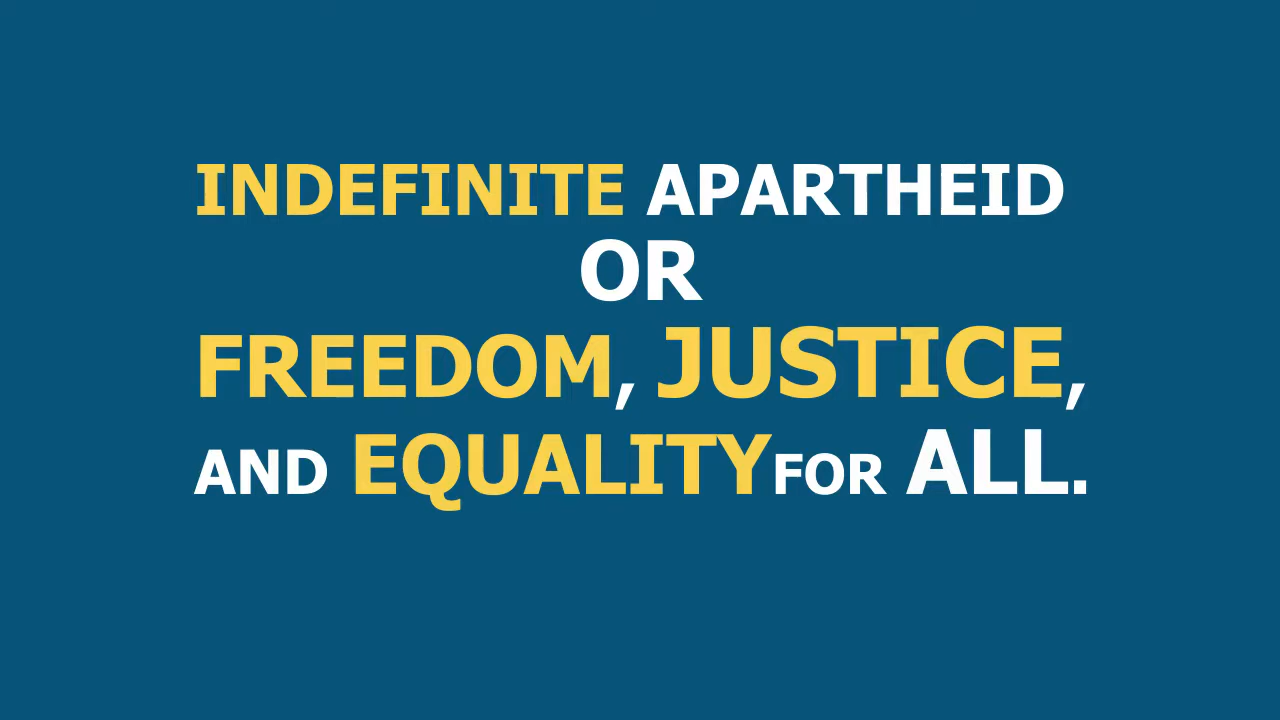 INDEFINITE APARTHEID
OR
FREEDOM, JUSTICE,
AND EQUALITY FOR ALL.